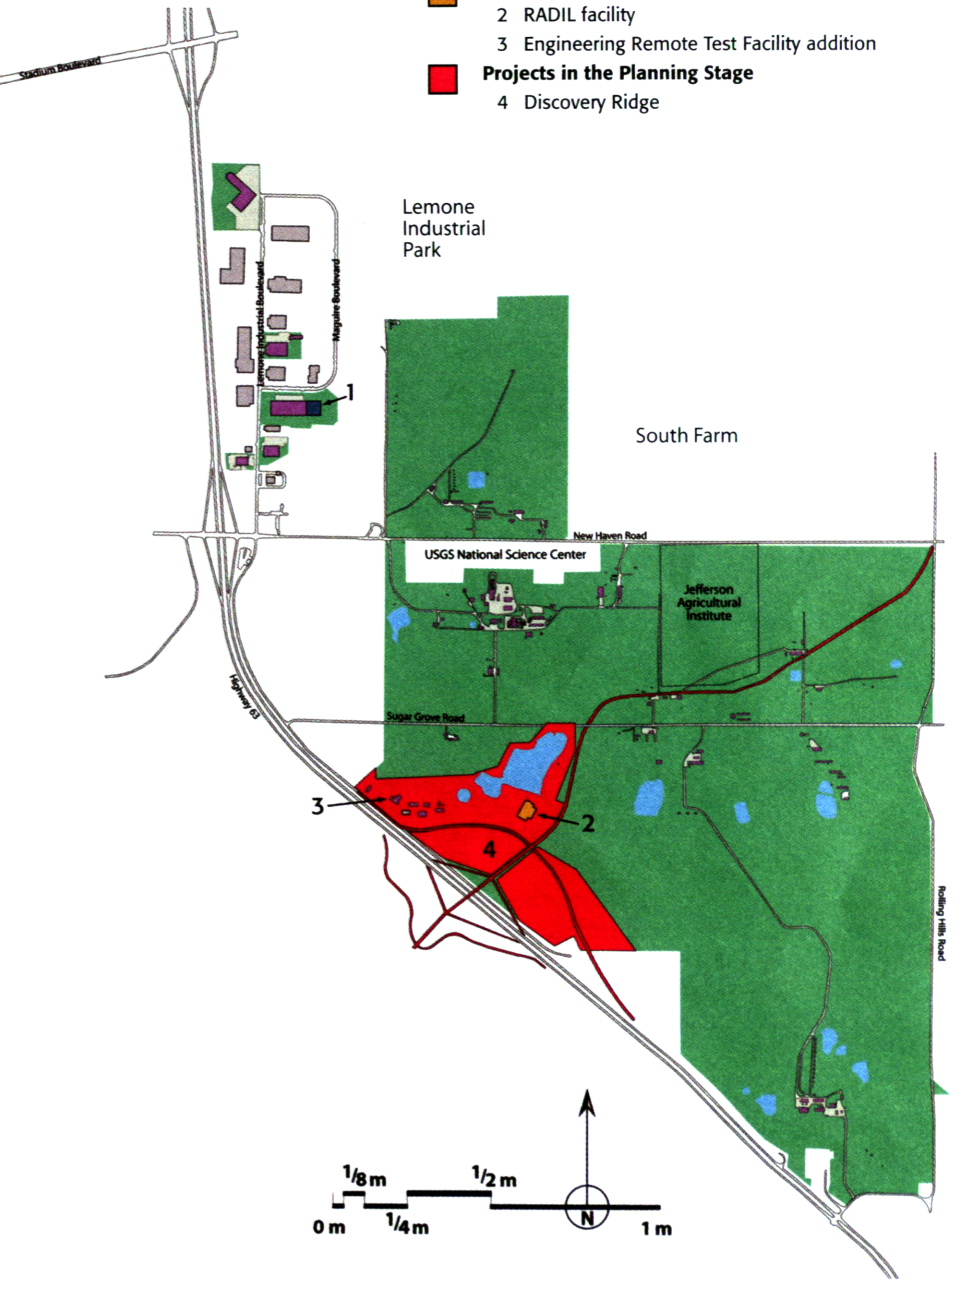 2 RADIL facility
3 Engineering Remote Test Facility addition
Projects in the Planning Stage
4 Discovery Ridge
Stadium Boulevard
Lemone
Industrial
Park
Lemone Industrial Boulevard
Maguire Boulevard
1
South Farm
New Haven Road
USGS National Science Center
Jefferson
Agricultural
Institute
Highway 63
Sugar Grove Road
3
2
4
Rolling Hills Road
1/8 m
1/2 m
0 m
1/4 m
N
1 m